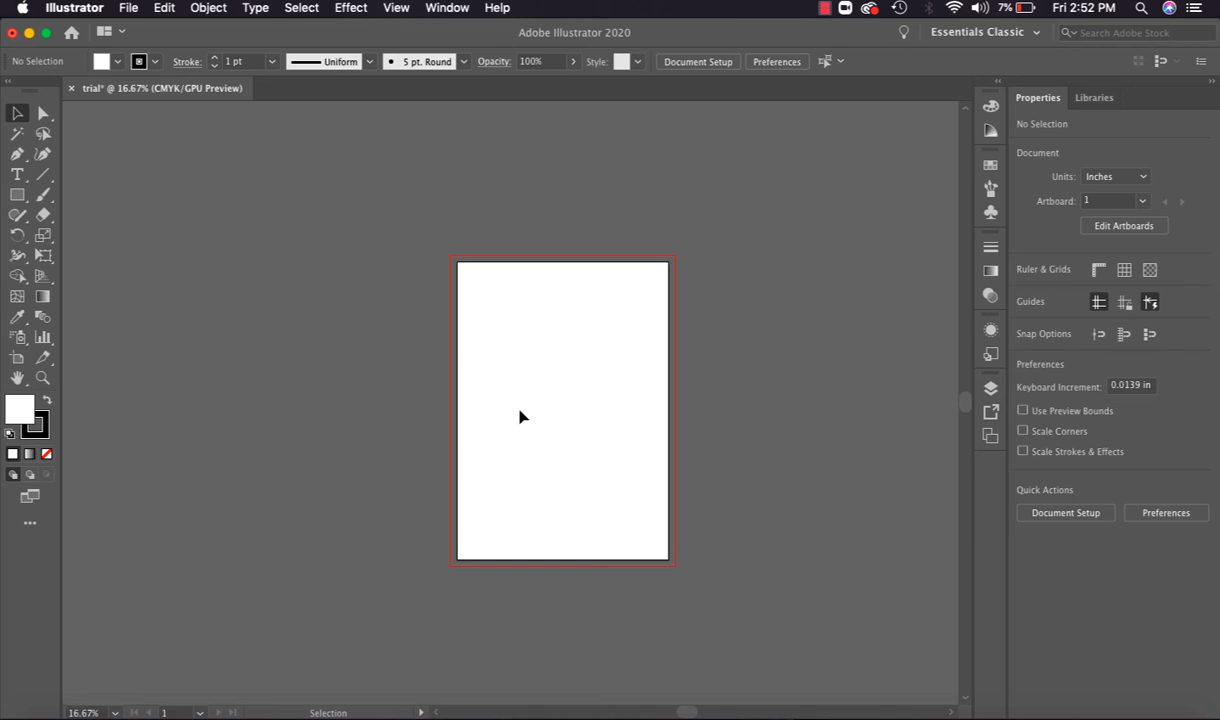 Illustrator File Edit Object Type Select Effect View Window Help 7% Fri 2:52 PM
Adobe Illustrator 2020 Essentials Classic Search Adobe Stock
No Selection Stroke: 1 pt Uniform 5 pt. Round Opacity: 100% Style: Document Setup Preferences
trial* @ 16.67% (CMYK/GPU Preview)
Properties Libraries
No Selection
Document
Units: Inches
Artboard: 1
Edit Artboards
Ruler & Grids
Guides
Snap Options
Preferences
Keyboard Increment: 0.0139 in
Use Preview Bounds
Scale Corners
Scale Strokes & Effects
Quick Actions
Document Setup Preferences
16.67% 1 Selection